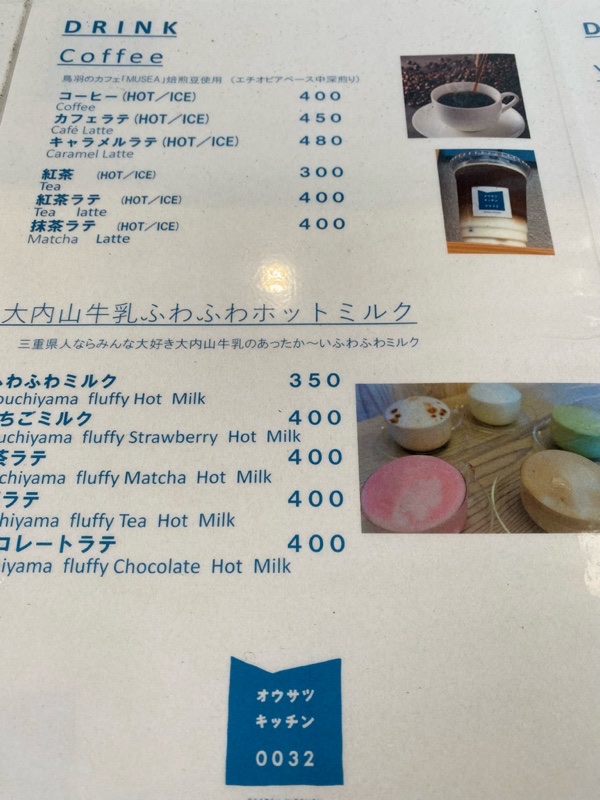 DRINK
Coffee
鳥羽のカフェ「MUSEA」焙煎豆使用 (エチオピアベース中深煎り)
コーヒー(HOT/ICE) 400
Coffee
カフェラテ(HOT/ICE) 450
Café Latte
キャラメルラテ(HOT/ICE) 480
Caramel Latte
紅茶 (HOT/ICE) 300
Tea
紅茶ラテ (HOT/ICE) 400
Tea latte
抹茶ラテ (HOT/ICE) 400
Matcha Latte
大内山牛乳ふわふわホットミルク
三重県人ならみんな大好き大内山牛乳のあったか～いふわふわミルク
わふわミルク 350
uchiyama fluffy Hot Milk
ちごミルク 400
uchiyama fluffy Strawberry Hot Milk
茶ラテ 400
chiyama fluffy Matcha Hot Milk
ラテ 400
hiyama fluffy Tea Hot Milk
コレートラテ 400
iyama fluffy Chocolate Hot Milk
オウサツ
キッチン
0032